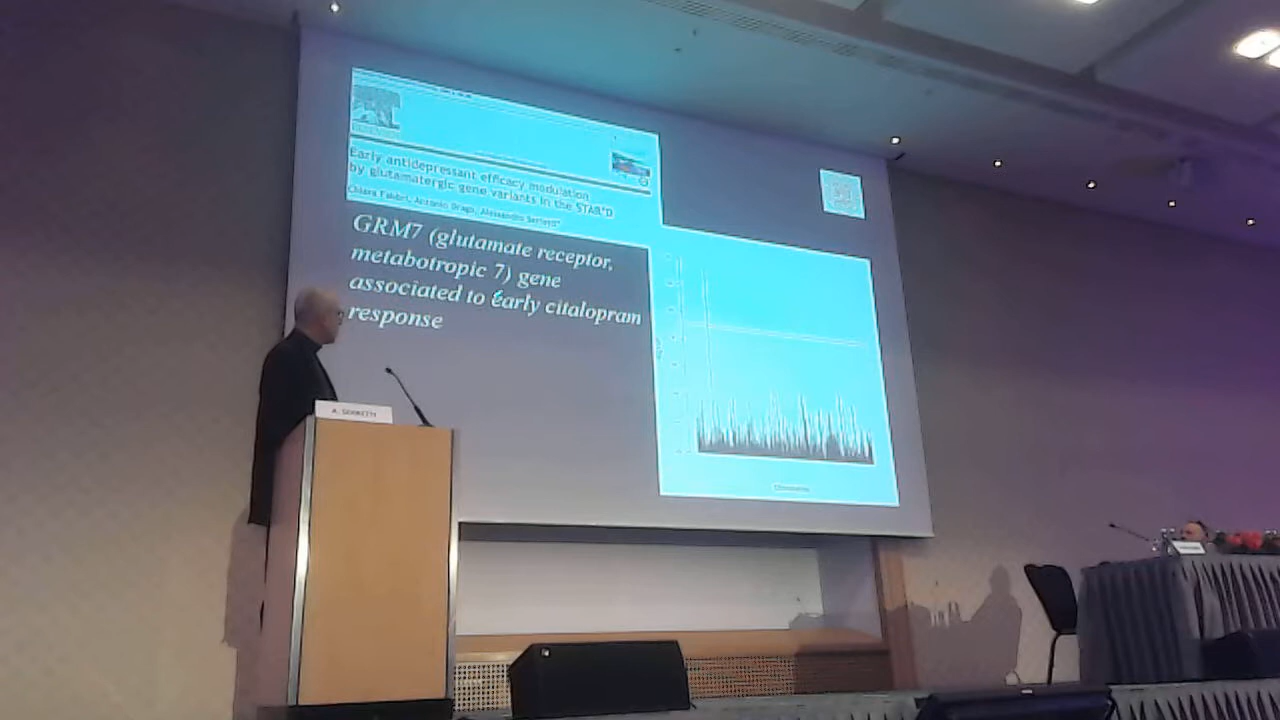 ELSEVIER
Early antidepressant efficacy modulation
by glutamatergic gene variants in the STAR*D
Chiara Fabbri, Antonio Drago, Alessandro Serretti*
GRM7 (glutamate receptor,
metabotropic 7) gene
associated to early citalopram
response
A. SERRETTI